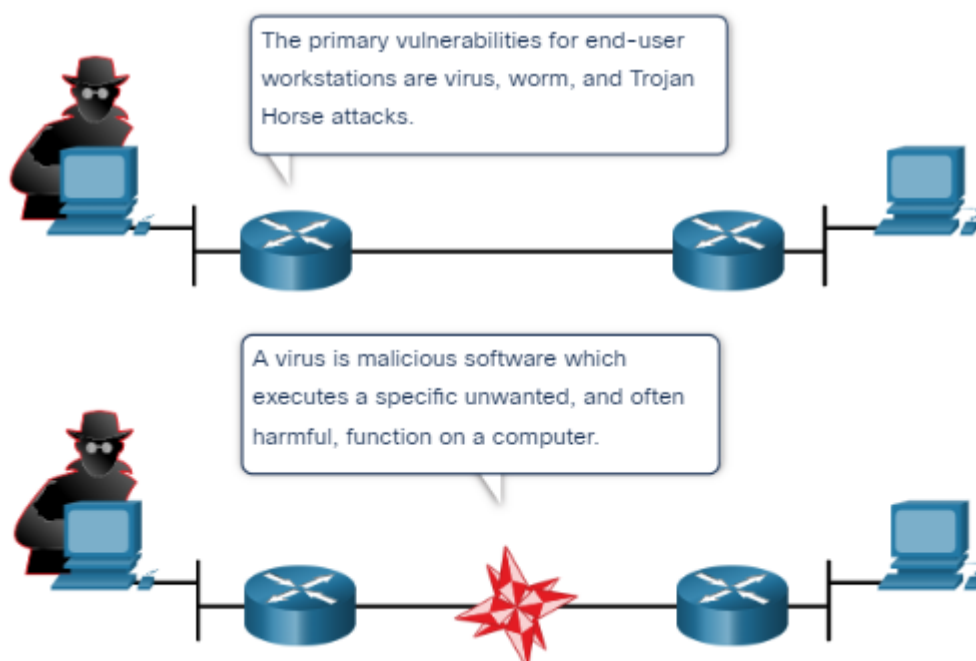 The primary vulnerabilities for end-user
workstations are virus, worm, and Trojan
Horse attacks.
A virus is malicious software which
executes a specific unwanted, and often
harmful, function on a computer.